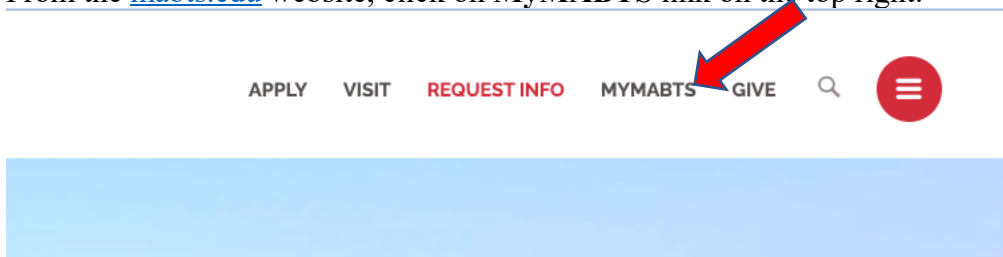 From the mabts.edu website, click on MyMABTS link on the top right.
APPLY VISIT REQUEST INFO MYMABTS GIVE